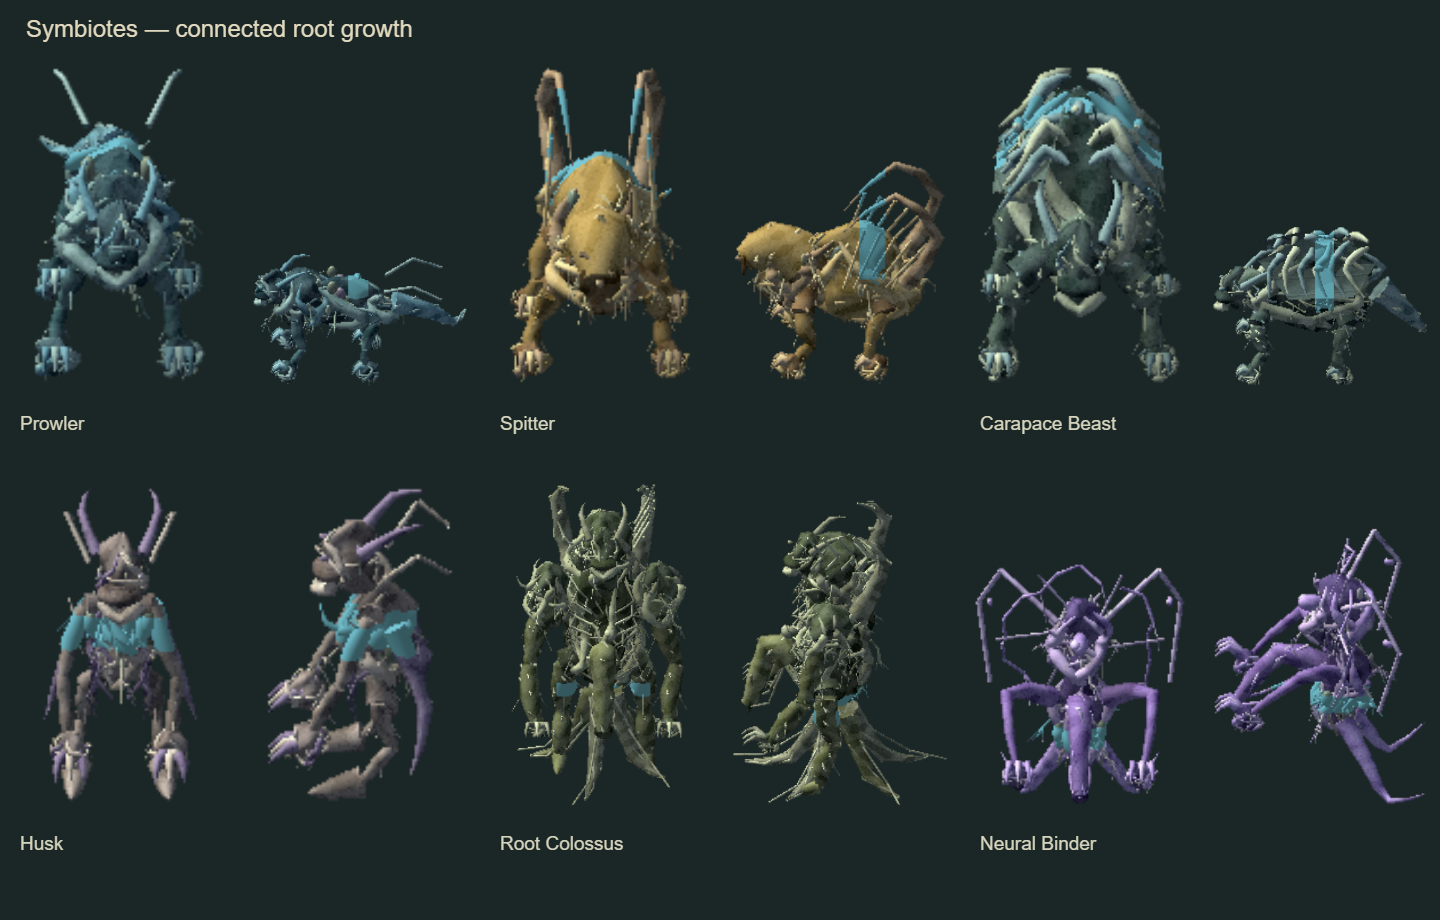 Symbiotes — connected root growth
Prowler
Spitter
Carapace Beast
Husk
Root Colossus
Neural Binder